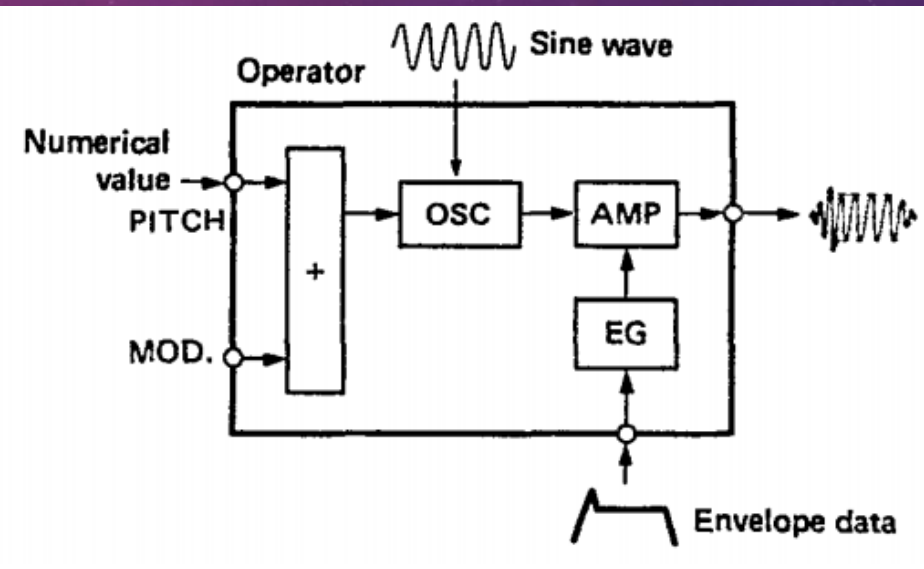 Sine wave
Operator
Numerical
value
PITCH
+
OSC
AMP
EG
MOD.
Envelope data